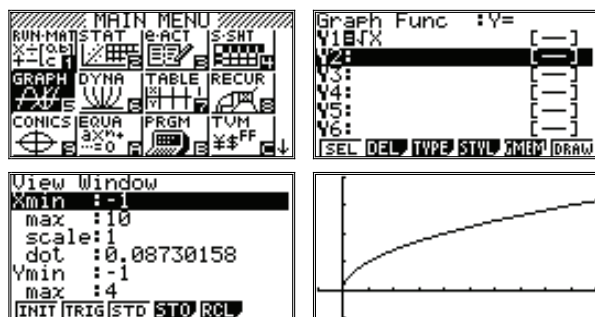 MAIN MENU
RUN·MAT STAT e·ACT S·SHT
GRAPH DYNA TABLE RECUR
CONICS EQUA PRGM TVM
Graph Func :Y=
Y1=√X [—]
Y2: [—]
Y3: [—]
Y4: [—]
Y5: [—]
Y6: [—]
SEL DEL TYPE STYL GMEM DRAW
View Window
Xmin :-1
max :10
scale:1
dot :0.08730158
Ymin :-1
max :4
INIT TRIG STD STO RCL